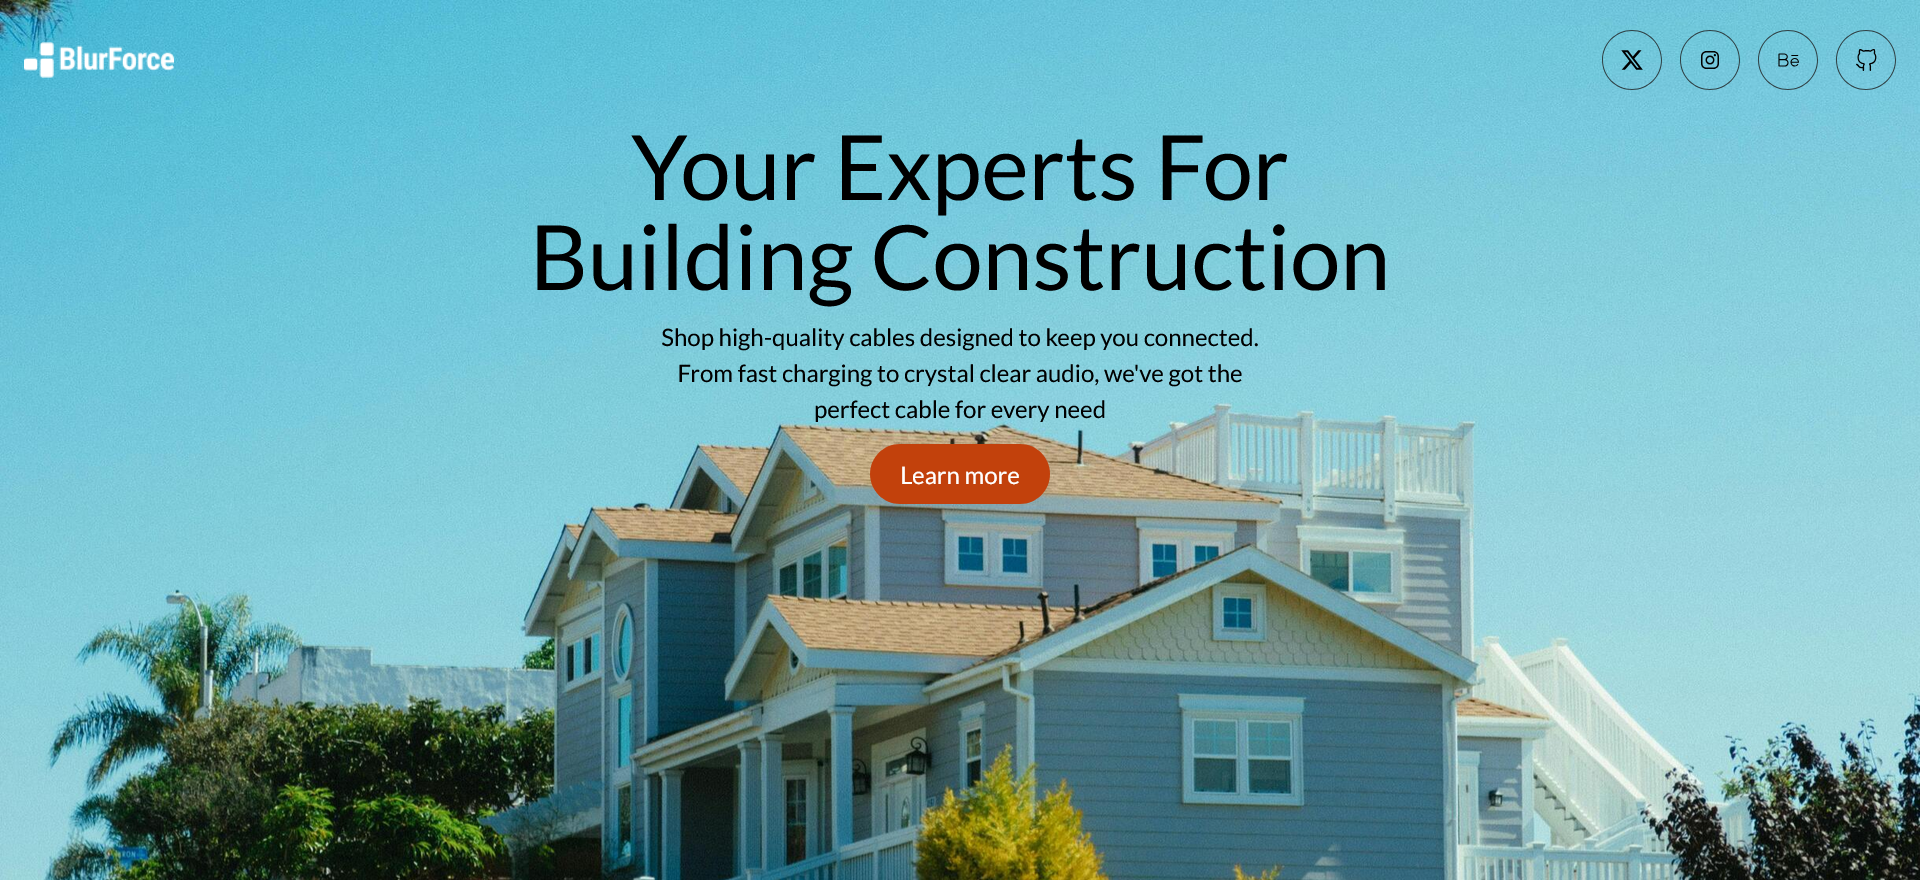 BlurForce
Your Experts For
Building Construction
Shop high-quality cables designed to keep you connected.
From fast charging to crystal clear audio, we've got the
perfect cable for every need
Learn more